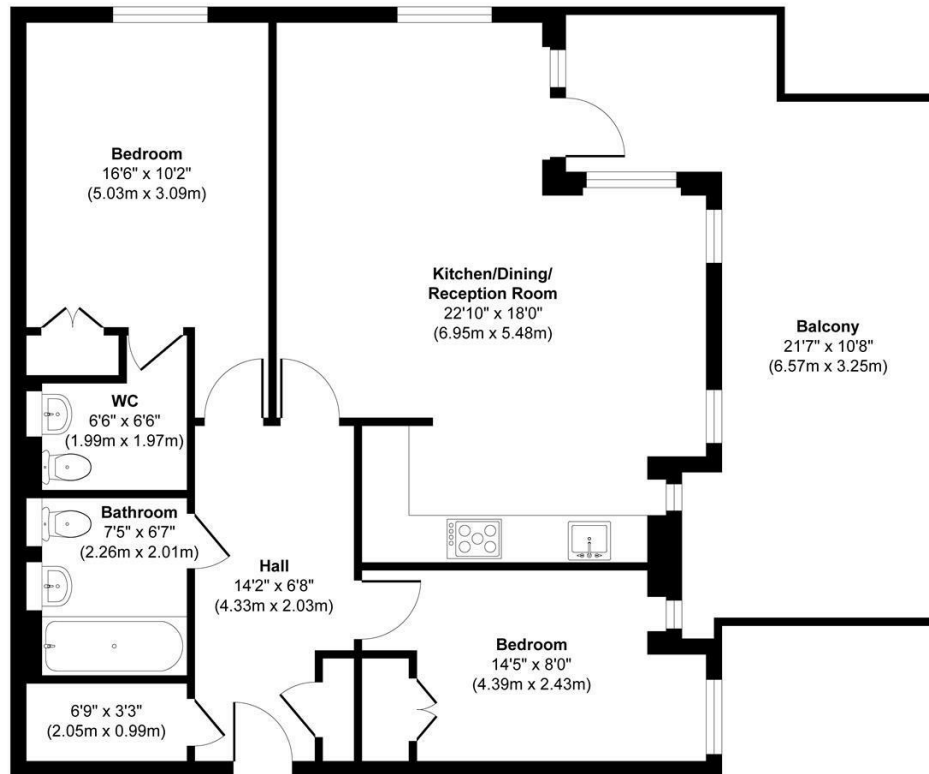 Bedroom
16'6" x 10'2"
(5.03m x 3.09m)
Kitchen/Dining/
Reception Room
22'10" x 18'0"
(6.95m x 5.48m)
Balcony
21'7" x 10'8"
(6.57m x 3.25m)
WC
6'6" x 6'6"
(1.99m x 1.97m)
Bathroom
7'5" x 6'7"
(2.26m x 2.01m)
Hall
14'2" x 6'8"
(4.33m x 2.03m)
Bedroom
14'5" x 8'0"
(4.39m x 2.43m)
6'9" x 3'3"
(2.05m x 0.99m)